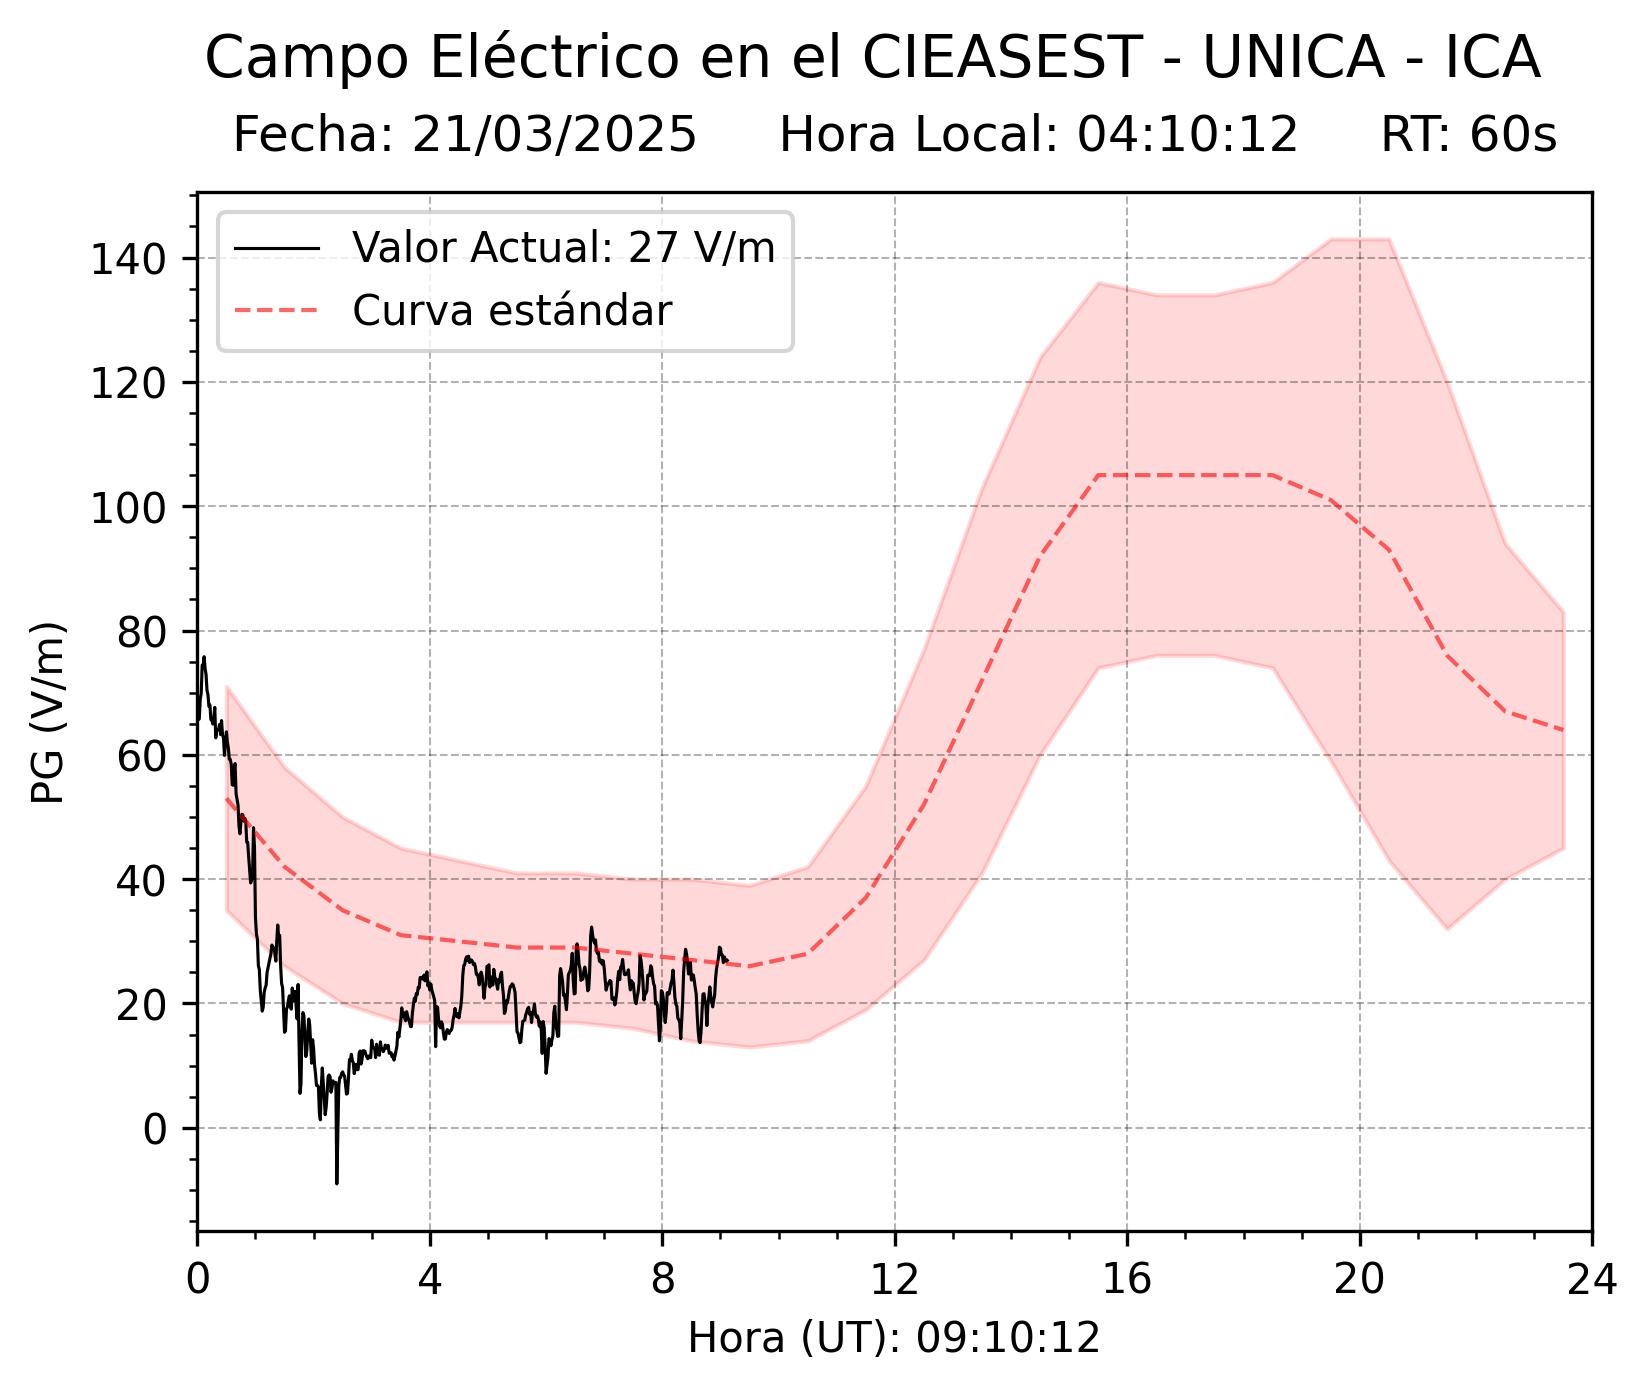 Campo Eléctrico en el CIEASEST - UNICA - ICA
Fecha: 21/03/2025 Hora Local: 04:10:12 RT: 60s
Valor Actual: 27 V/m
Curva estándar
PG (V/m)
140
120
100
80
60
40
20
0
0 4 8 12 16 20 24
Hora (UT): 09:10:12